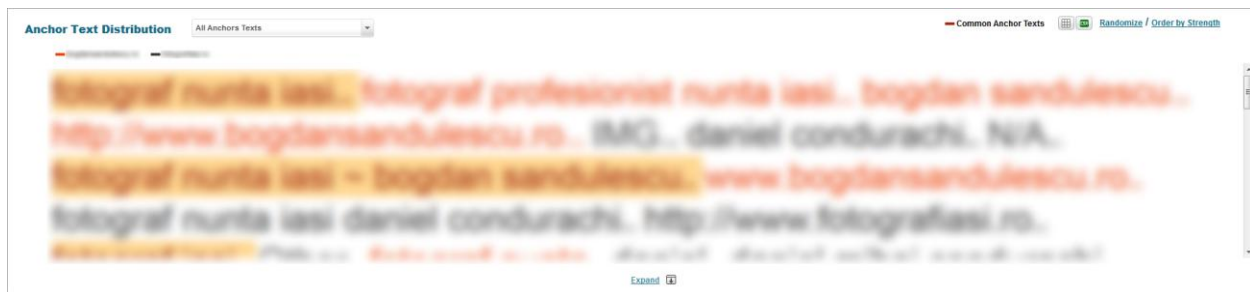 Anchor Text Distribution All Anchors Texts Common Anchor Texts Randomize / Order by Strength
fotograf nunta iasi.. fotograf profesionist nunta iasi.. bogdan sandulescu..
http://www.bogdansandulescu.ro.. IMG.. daniel condurachi.. N/A..
fotograf nunta iasi ~ bogdan sandulescu.. www.bogdansandulescu.ro..
fotograf nunta iasi daniel condurachi.. http://www.fotografiasi.ro..
Expand